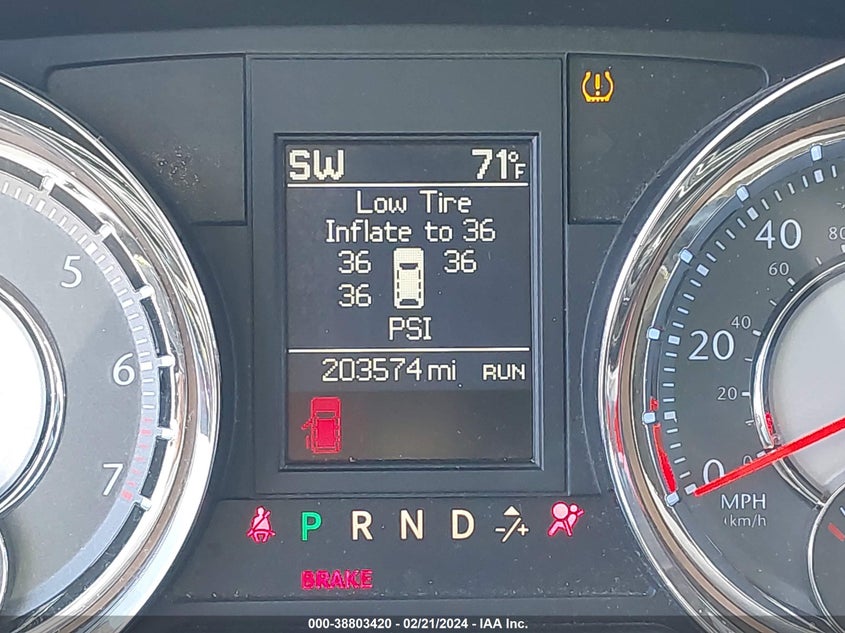 SW 71°F
Low Tire
Inflate to 36
36 36
36
PSI
203574 mi RUN
5
6
7
40
80
60
40
20
20
0
0
MPH
km/h
P R N D -/+
BRAKE
000-38803420 - 02/21/2024 - IAA Inc.